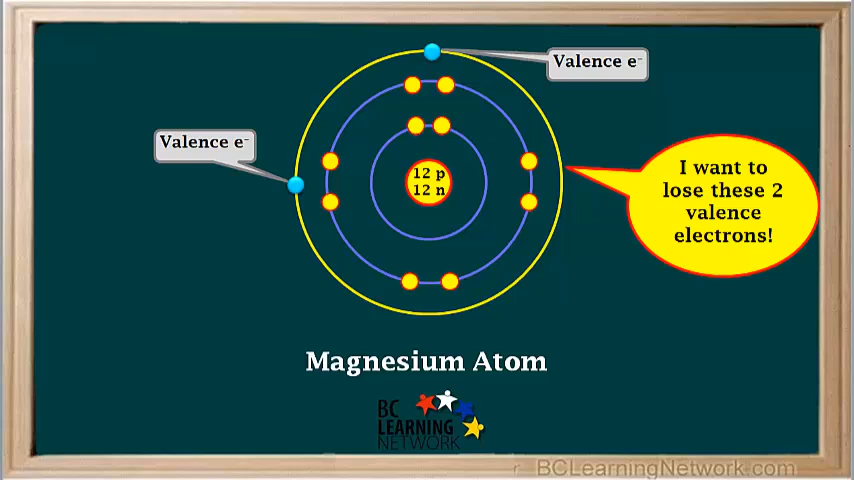 Valence e⁻
Valence e⁻
12 p
12 n
I want to
lose these 2
valence
electrons!
Magnesium Atom
BC
LEARNING
NETWORK
BCLearningNetwork.com